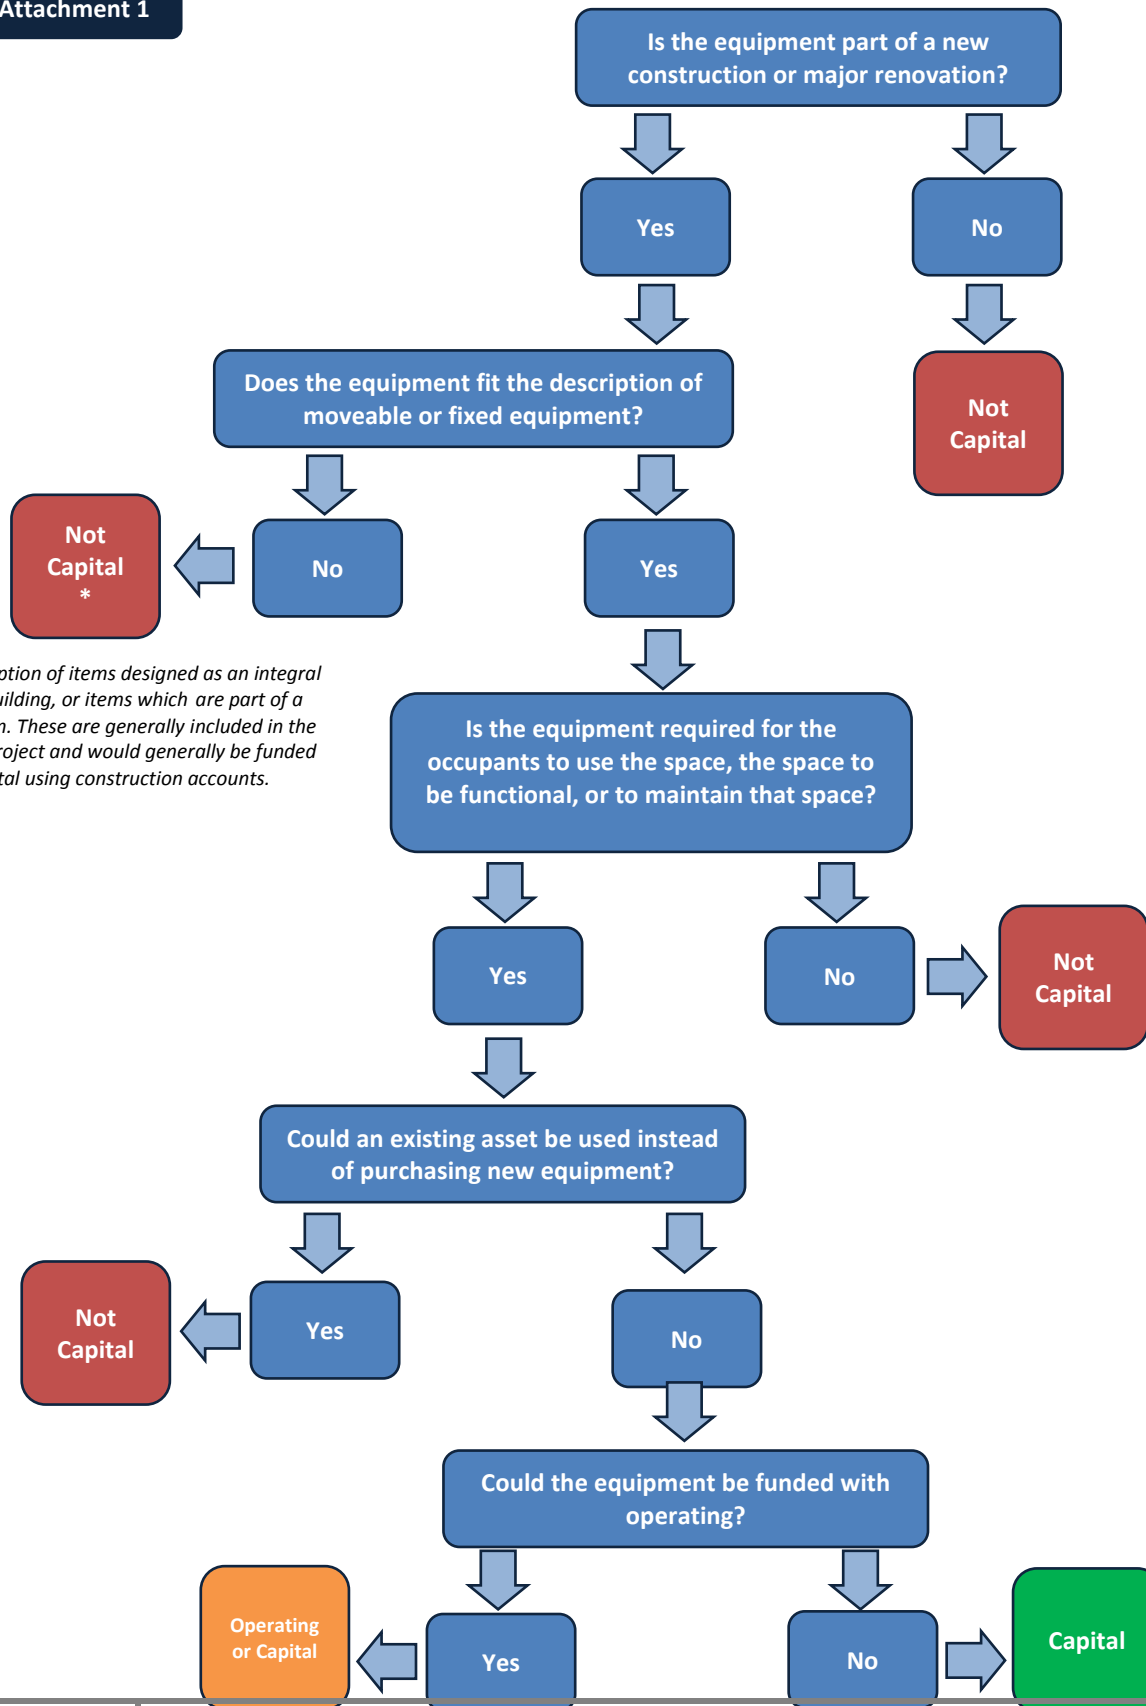 Attachment 1
Is the equipment part of a new
construction or major renovation?
Yes
No
Does the equipment fit the description of
moveable or fixed equipment?
Not
Capital
Not
Capital
*
No
Yes
ption of items designed as an integral
uilding, or items which are part of a
n. These are generally included in the
roject and would generally be funded
tal using construction accounts.
Is the equipment required for the
occupants to use the space, the space to
be functional, or to maintain that space?
Yes
No
Not
Capital
Could an existing asset be used instead
of purchasing new equipment?
Not
Capital
Yes
No
Could the equipment be funded with
operating?
Operating
or Capital
Yes
No
Capital